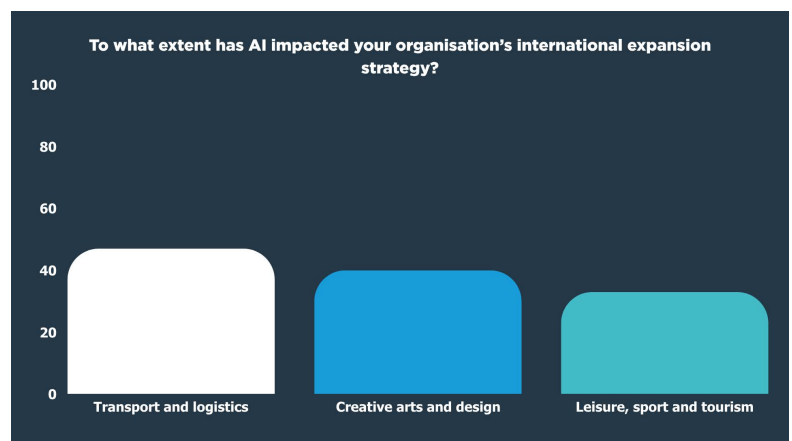 To what extent has AI impacted your organisation’s international expansion
strategy?
100
80
60
40
20
0
Transport and logistics
Creative arts and design
Leisure, sport and tourism